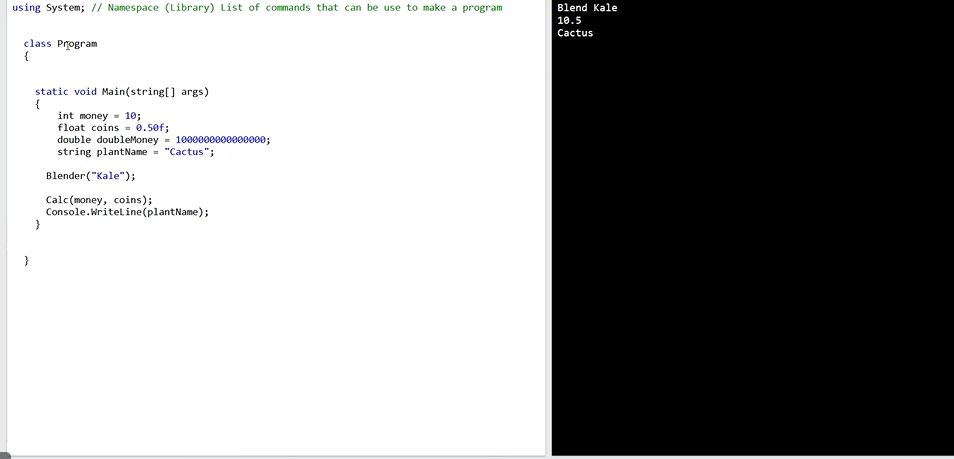 using System; // Namespace (Library) List of commands that can be use to make a program
class Program
{
static void Main(string[] args)
{
int money = 10;
float coins = 0.50f;
double doubleMoney = 1000000000000000;
string plantName = "Cactus";
Blender("Kale");
Calc(money, coins);
Console.WriteLine(plantName);
}
}
Blend Kale
10.5
Cactus